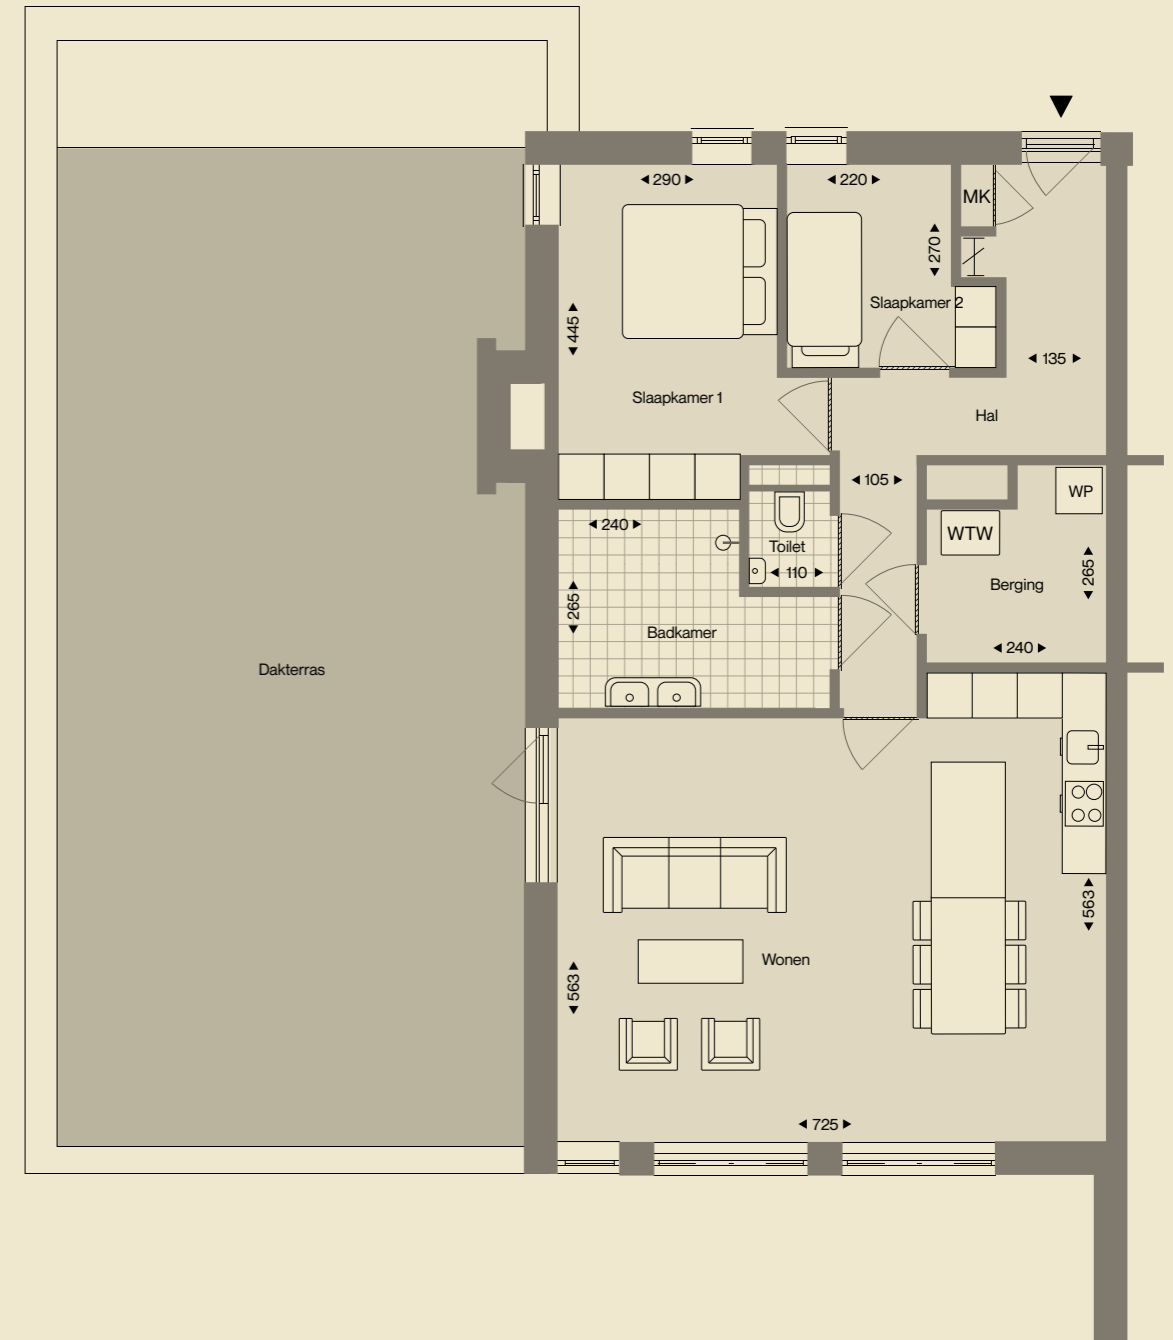 290
220
MK
270
Slaapkamer 2
445
135
Slaapkamer 1
Hal
105
WP
240
WTW
Toilet
110
265
Berging
265
Badkamer
240
Dakterras
563
Wonen
563
725